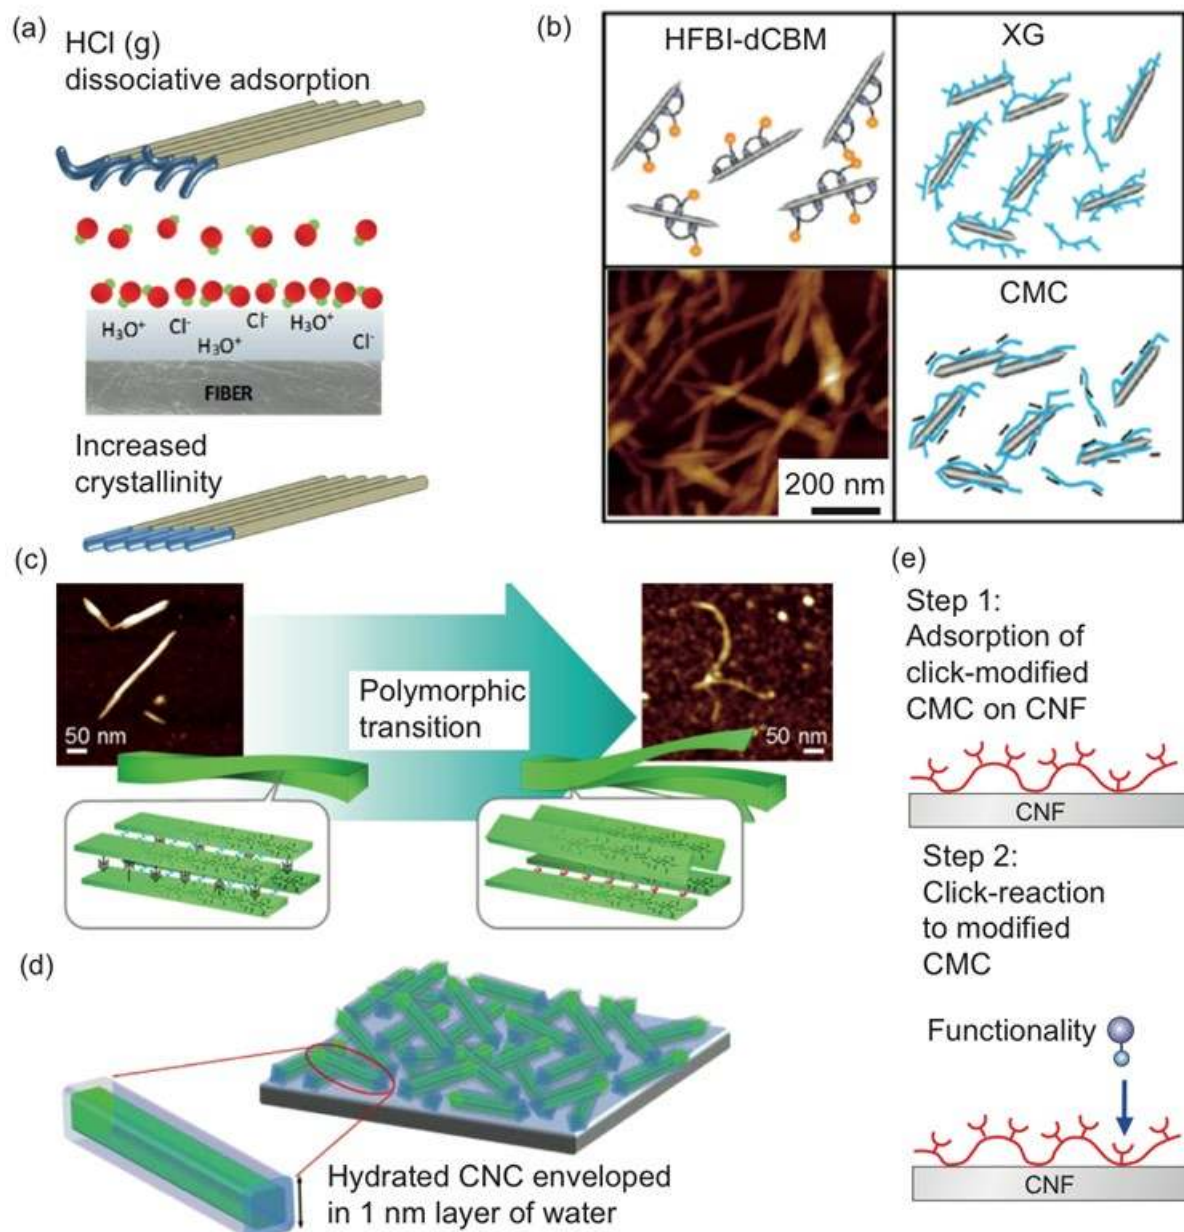 (a)
HCl (g)
dissociative adsorption
H₃O⁺
Cl⁻
H₃O⁺
Cl⁻
H₃O⁺
Cl⁻
FIBER
Increased
crystallinity
(b)
HFBI-dCBM
XG
200 nm
CMC
(c)
50 nm
Polymorphic
transition
50 nm
(d)
Hydrated CNC enveloped
in 1 nm layer of water
(e)
Step 1:
Adsorption of
click-modified
CMC on CNF
CNF
Step 2:
Click-reaction
to modified
CMC
Functionality
CNF